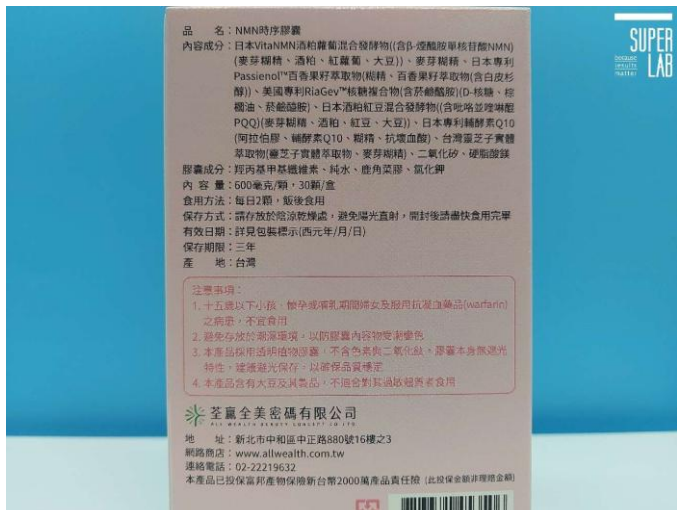 品　　名：NMN時序膠囊
內容成分：日本VitaNMN酒粕蘿蔔混合發酵物((含β-煙醯胺單核苷酸NMN)
(麥芽糊精、酒粕、紅蘿蔔、大豆))、麥芽糊精、日本專利
Passienol™百香果籽萃取物(糊精、百香果籽萃取物(含白皮杉
醇))、美國專利RiaGev™核糖複合物(含菸鹼醯胺)(D-核糖、棕
櫚油、菸鹼醯胺)、日本酒粕紅豆混合發酵物((含吡咯並喹啉醌
PQQ)(麥芽糊精、酒粕、紅豆、大豆))、日本專利輔酵素Q10
(阿拉伯膠、輔酵素Q10、糊精、抗壞血酸)、台灣靈芝子實體
萃取物(靈芝子實體萃取物、麥芽糊精)、二氧化矽、硬脂酸鎂
膠囊成分：羥丙基甲基纖維素、純水、鹿角菜膠、氯化鉀
內 容 量：600毫克/顆，30顆/盒
食用方法：每日2顆，飯後食用
保存方式：請存放於陰涼乾燥處，避免陽光直射，開封後請盡快食用完畢
有效日期：詳見包裝標示(西元年/月/日)
保存期限：三年
產　　地：台灣
注意事項：
1. 十五歲以下小孩、懷孕或哺乳期間婦女及服用抗凝血藥品(warfarin)
之病患，不宜食用
2. 避免存放於潮濕環境，以防膠囊內容物變潮變色
3. 本產品採用透明植物膠囊，不含色素與二氧化鈦，膠囊本身無遮光
特性，建議避光保存，以確保品質穩定
4. 本產品含有大豆及其製品，不適合對其過敏體質者食用
荃贏全美密碼有限公司
ALL WEALTH BEAUTY CONCEPT CO LTD
地　　址：新北市中和區中正路880號16樓之3
網路商店：www.allwealth.com.tw
連絡電話：02-22219632
本產品已投保富邦產物保險新台幣2000萬產品責任險 (此投保金額非理賠金額)
SUPER
LAB
because
results
matter